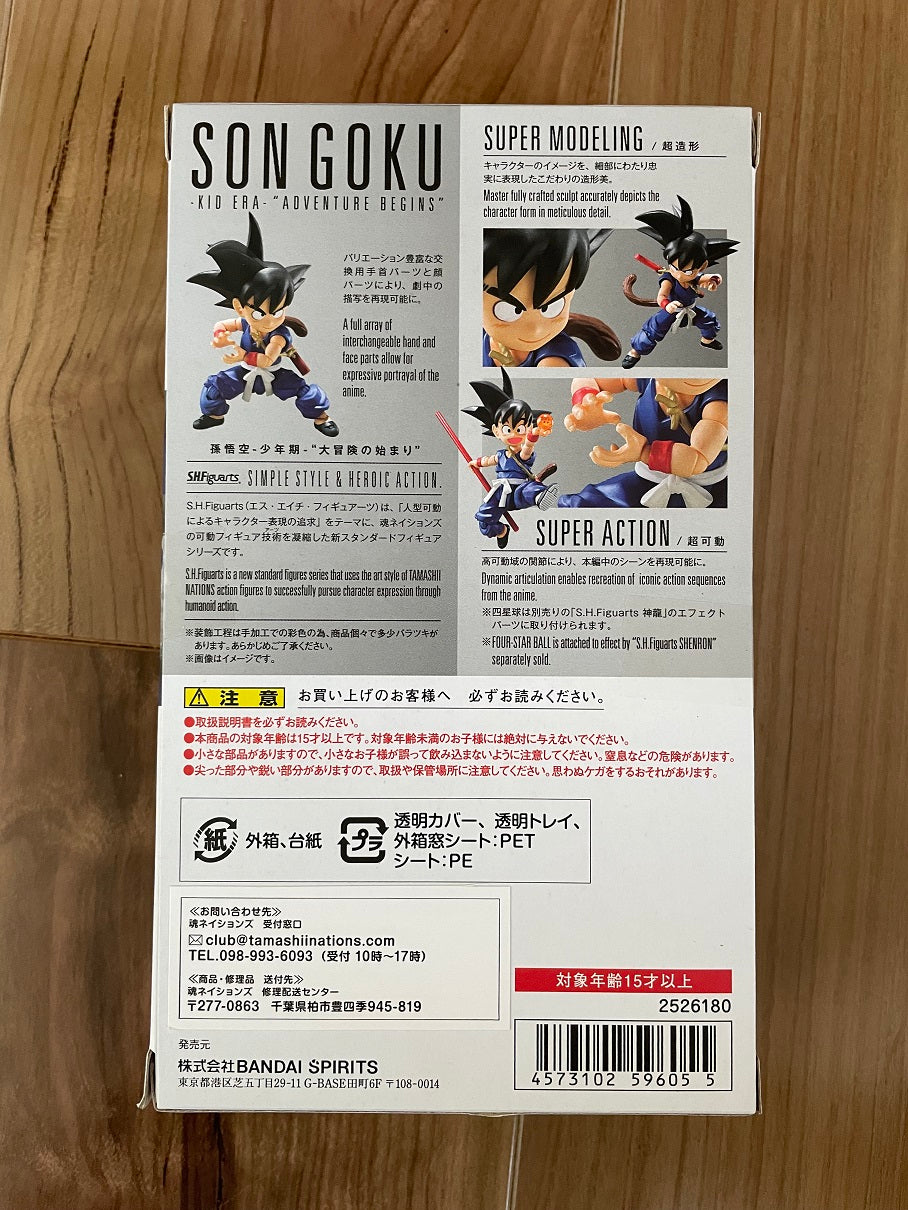 SON GOKU
-KID ERA- "ADVENTURE BEGINS"
バリエーション豊富な交
換用手首パーツと顔
パーツにより、劇中の
描写を再現可能に。
A full array of
interchangeable hand and
face parts allow for
expressive portrayal of the
anime.
孫悟空-少年期-“大冒険の始まり”
S.H.Figuarts. SIMPLE STYLE & HEROIC ACTION.
S.H.Figuarts(エス・エイチ・フィギュアーツ)は、「人型可動
によるキャラクター表現の追求」をテーマに、魂ネイションズ
アーツ
の可動フィギュア技術を凝縮した新スタンダードフィギュア
シリーズです。
S.H.Figuarts is a new standard figures series that uses the art style of TAMASHII
NATIONS action figures to successfully pursue character expression through
humanoid action.
※装飾工程は手加工での彩色の為、商品個々で多少バラツキが
あります。あらかじめご了承ください。
※画像はイメージです。
SUPER MODELING / 超造形
キャラクターのイメージを、細部にわたり忠
実に表現したこだわりの造形美。
Master fully crafted sculpt accurately depicts the
character form in meticulous detail.
SUPER ACTION / 超可動
高可動域の関節により、本編中のシーンを再現可能に。
Dynamic articulation enables recreation of iconic action sequences
from the anime.
※四星球は別売りの「S.H.Figuarts 神龍」のエフェクト
パーツに取り付けられます。
※FOUR-STAR BALL is attached to effect by "S.H.Figuarts SHENRON"
separately sold.
注 意 お買い上げのお客様へ 必ずお読みください。
●取扱説明書を必ずお読みください。
●本商品の対象年齢は15才以上です。対象年齢未満のお子様には絶対に与えないでください。
●小さな部品がありますので、小さなお子様が誤って飲み込まないように注意してください。窒息などの危険があります。
●尖った部分や鋭い部分がありますので、取扱や保管場所に注意してください。思わぬケガをするおそれがあります。
紙 外箱、台紙
プラ 透明カバー、透明トレイ、
外箱窓シート:PET
シート:PE
≪お問い合わせ先≫
魂ネイションズ 受付窓口
club@tamashiinations.com
TEL.098-993-6093 (受付 10時~17時)
≪商品・修理品 送付先≫
魂ネイションズ 修理配送センター
〒277-0863 千葉県柏市豊四季945-819
発売元
株式会社BANDAI SPIRITS
東京都港区芝五丁目29-11 G-BASE田町6F 〒108-0014
対象年齢15才以上
2526180
4573102 59605 5